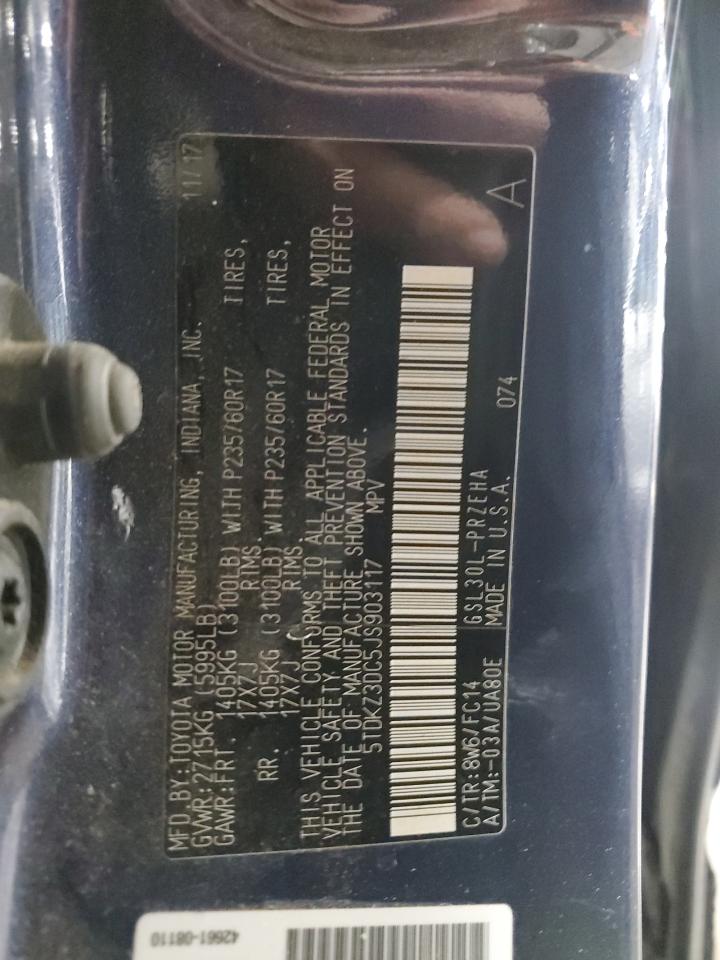 MFD BY:TOYOTA MOTOR MANUFACTURING, INDIANA, INC. 11/17
GVWR:2715KG (5985LB)
GAWR:FRT. 1405KG (3100LB) WITH P235/60R17 TIRES,
17X7J RIMS.
RR. 1405KG (3100LB) WITH P235/60R17 TIRES,
17X7J RIMS.
THIS VEHICLE CONFORMS TO ALL APPLICABLE FEDERAL MOTOR
VEHICLE SAFETY AND THEFT PREVENTION STANDARDS IN EFFECT ON
THE DATE OF MANUFACTURE SHOWN ABOVE.
5TDKZ3DC5JS903117 MPV
C/TR:8W6/FC14 GSL30L-PRZEHA
A/TM:-03A/UA80E MADE IN U.S.A. 074 A
42661-08110